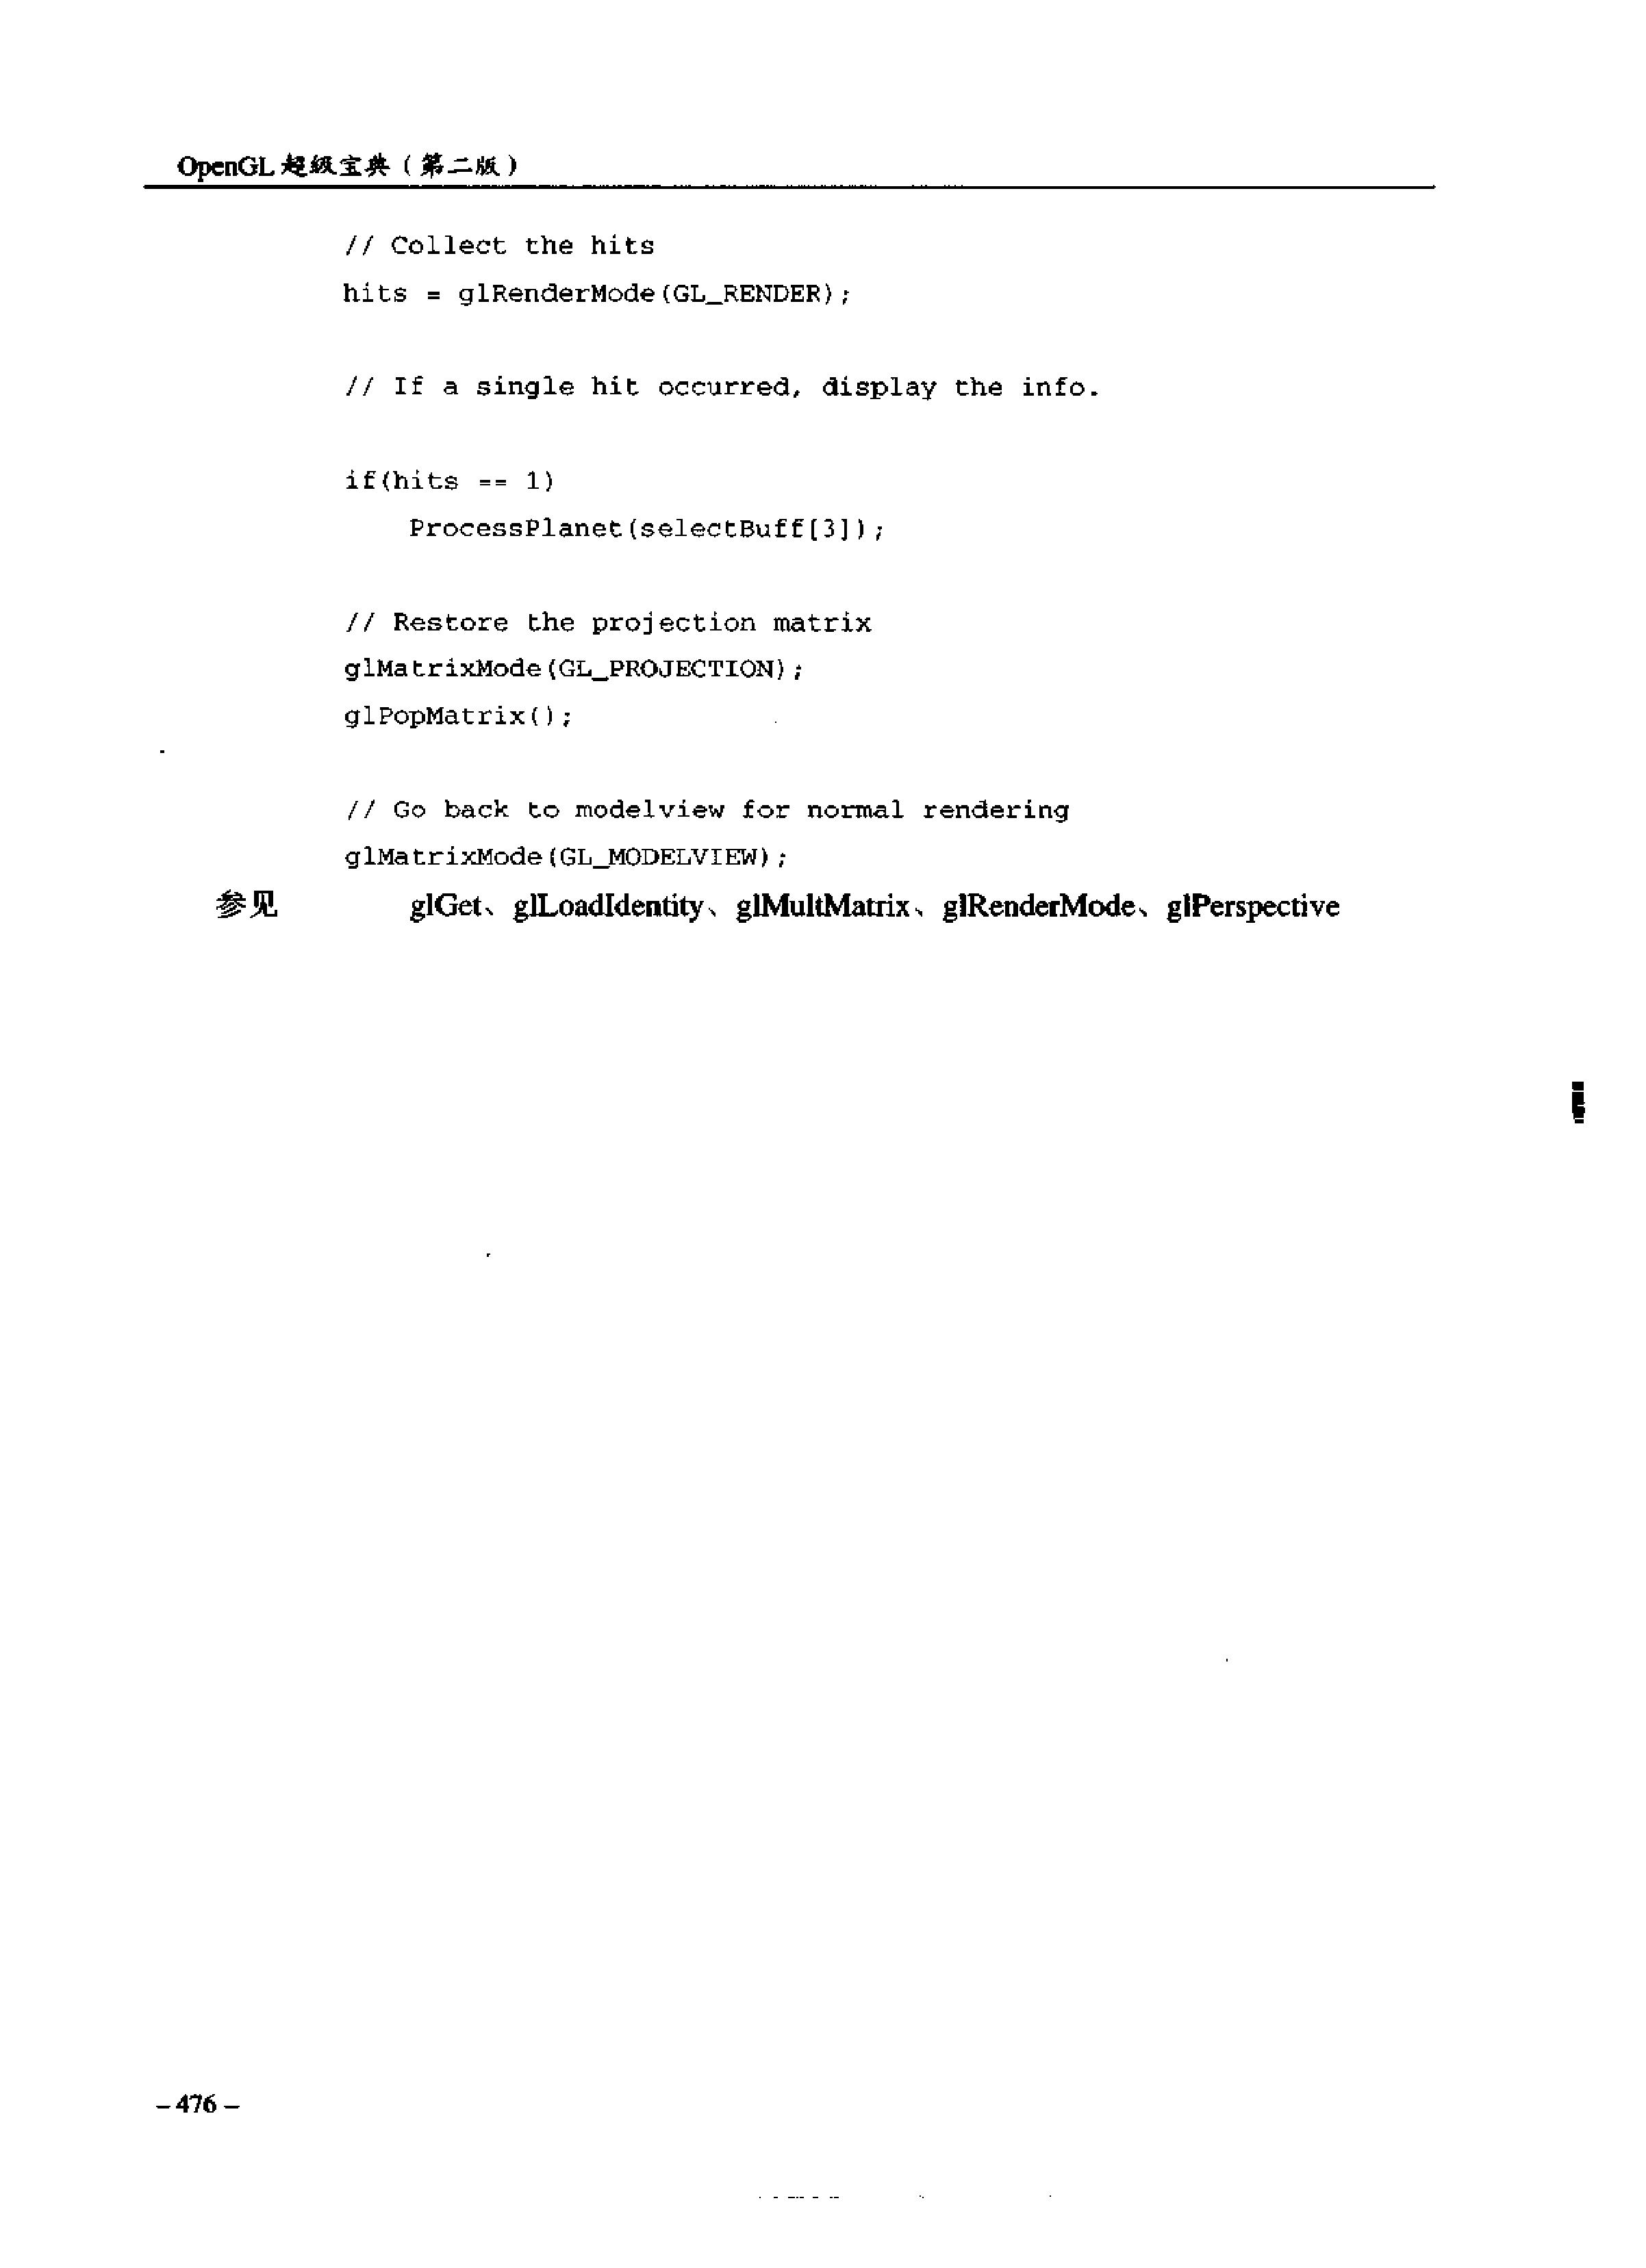 OpenGL 超级宝典（第二版）
// Collect the hits
hits = glRenderMode(GL_RENDER);
// If a single hit occurred, display the info.
if(hits == 1)
ProcessPlanet(selectBuff[3]);
// Restore the projection matrix
glMatrixMode(GL_PROJECTION);
glPopMatrix();
// Go back to modelview for normal rendering
glMatrixMode(GL_MODELVIEW);
参见 glGet、glLoadIdentity、glMultMatrix、glRenderMode、glPerspective
– 476 –